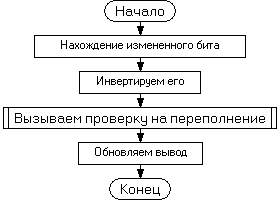 Начало
Нахождение измененного бита
Инвертируем его
Вызываем проверку на переполнение
Обновляем вывод
Конец